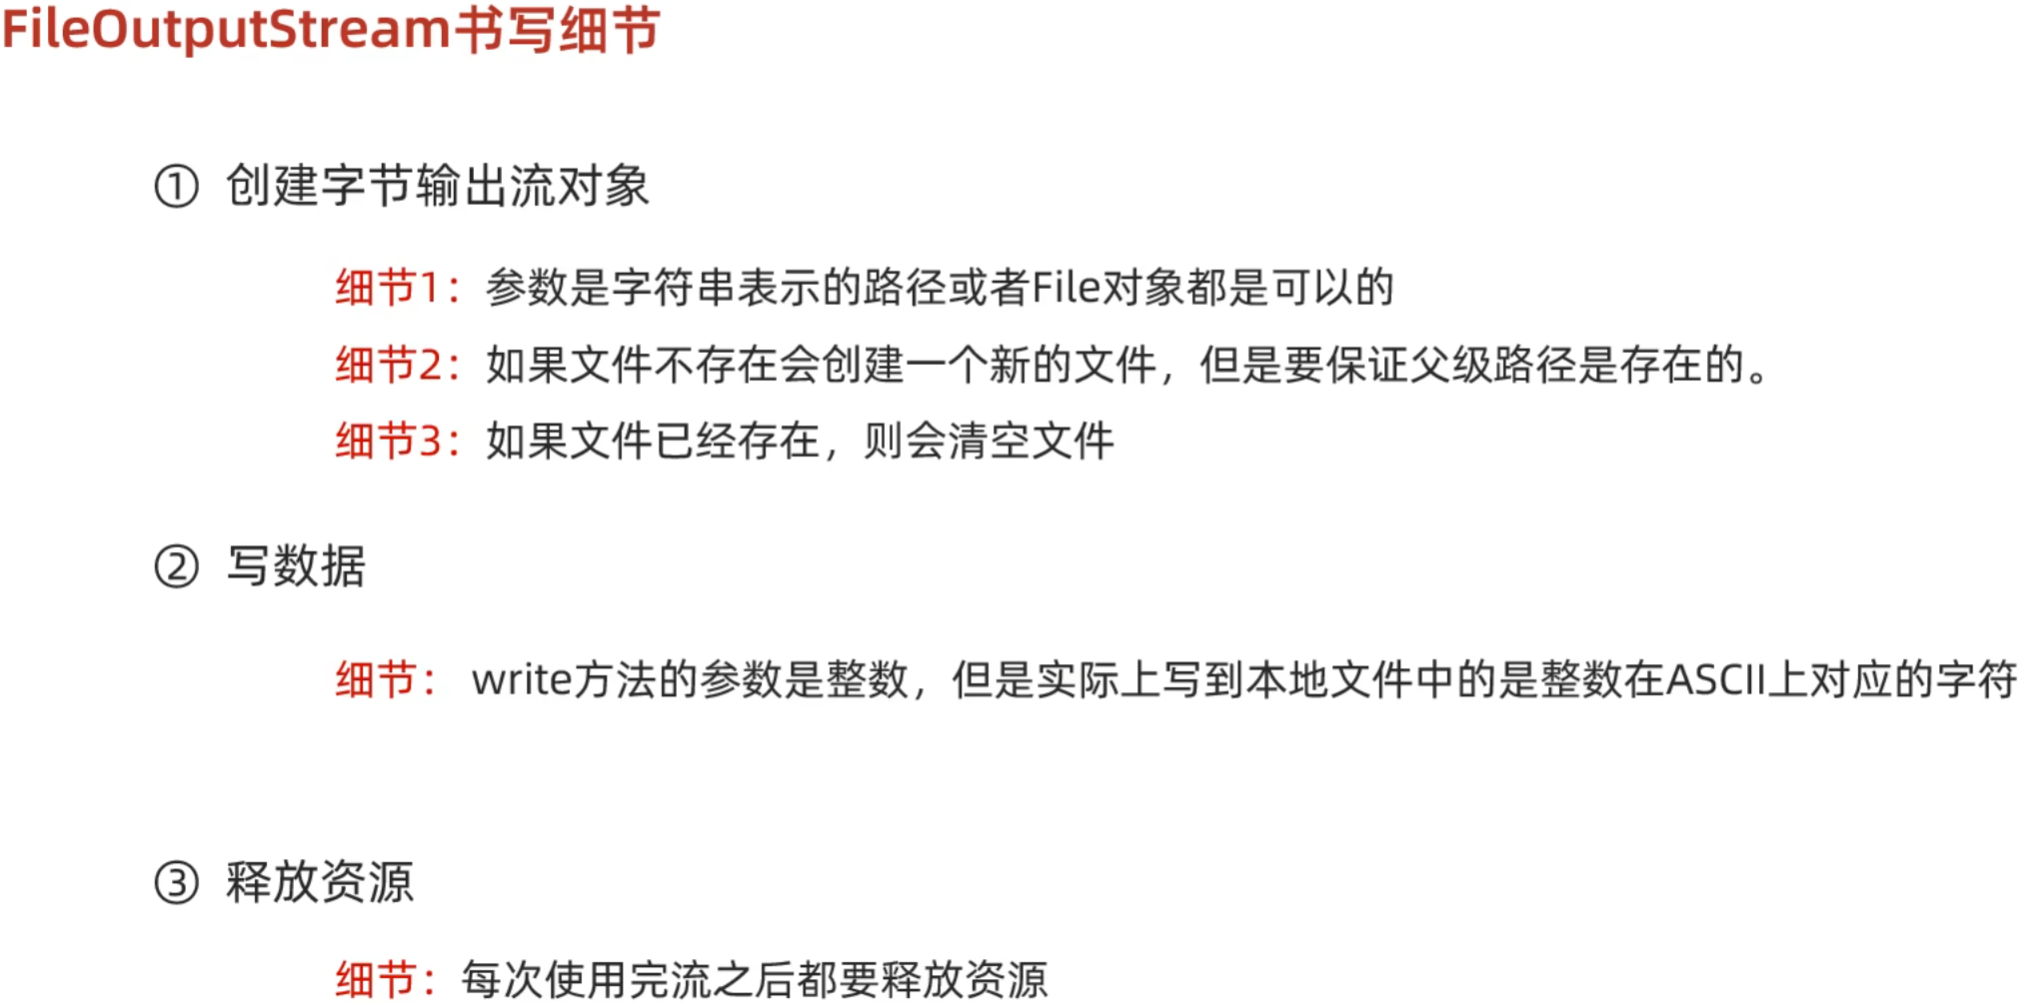 FileOutputStream书写细节
① 创建字节输出流对象
细节1：参数是字符串表示的路径或者File对象都是可以的
细节2：如果文件不存在会创建一个新的文件，但是要保证父级路径是存在的。
细节3：如果文件已经存在，则会清空文件
② 写数据
细节： write方法的参数是整数，但是实际上写到本地文件中的是整数在ASCII上对应的字符
③ 释放资源
细节：每次使用完流之后都要释放资源